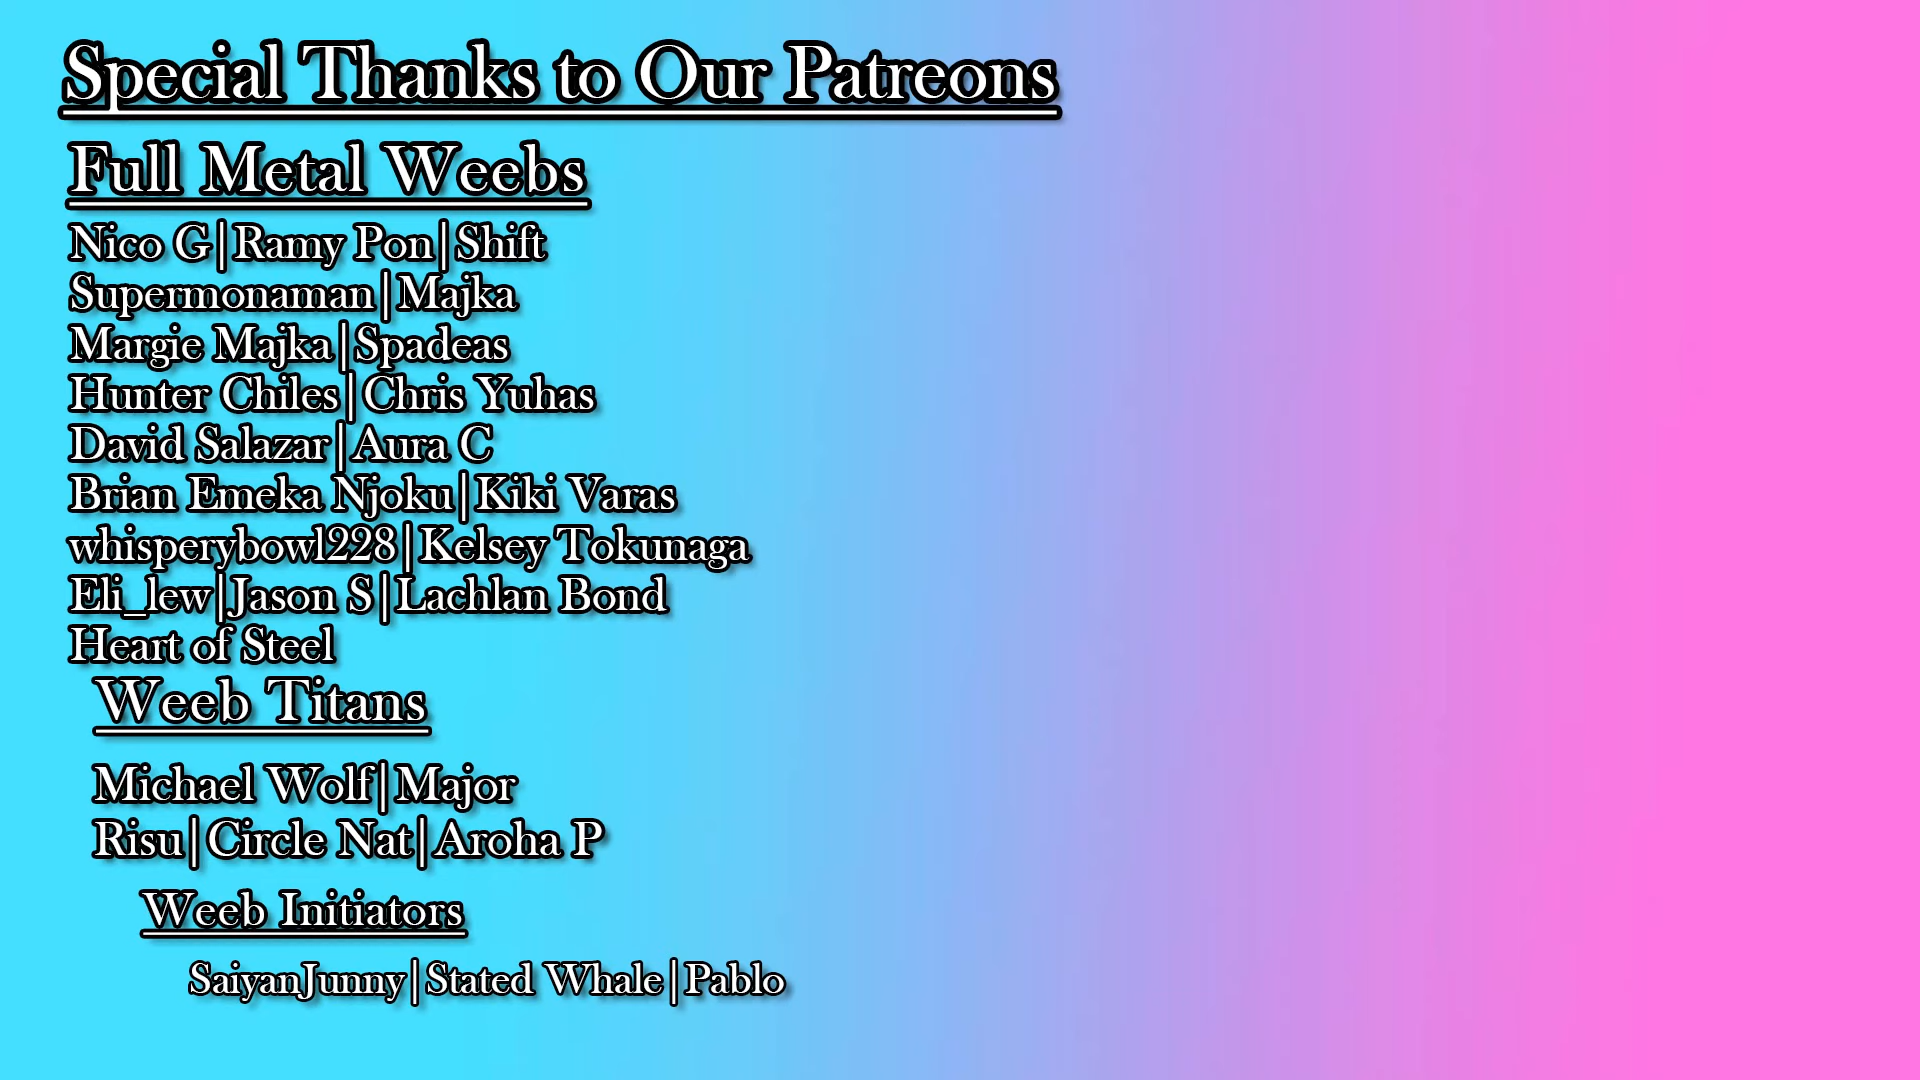 Special Thanks to Our Patreons
Full Metal Weebs
Nico G|Ramy Pon|Shift
Supermonaman|Majka
Margie Majka|Spadeas
Hunter Chiles|Chris Yuhas
David Salazar|Aura C
Brian Emeka Njoku|Kiki Varas
whisperybowl228|Kelsey Tokunaga
Eli_lew|Jason S|Lachlan Bond
Heart of Steel
Weeb Titans
Michael Wolf|Major
Risu|Circle Nat|Aroha P
Weeb Initiators
SaiyanJunny|Stated Whale|Pablo